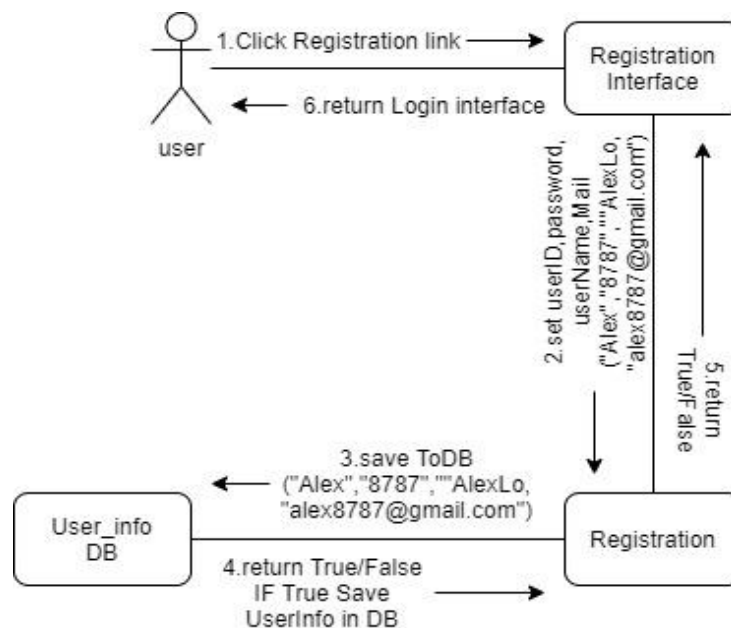 1.Click Registration link
Registration
Interface
6.return Login interface
user
2.set userID,password,
userName,Mail
("Alex","8787",""AlexLo,
"alex8787@gmail.com")
5.return
True/False
3.save ToDB
("Alex","8787",""AlexLo,
"alex8787@gmail.com")
User_info
DB
Registration
4.return True/False
IF True Save
UserInfo in DB